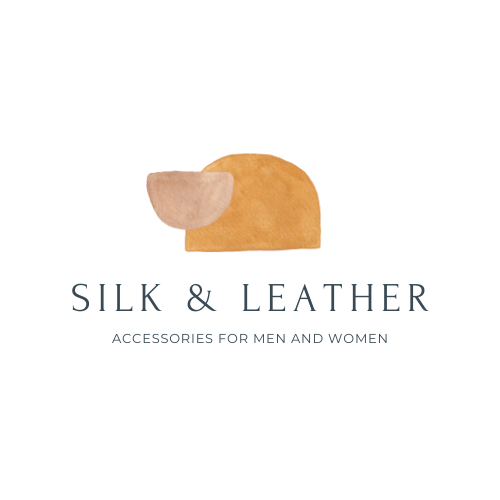 SILK & LEATHER
ACCESSORIES FOR MEN AND WOMEN